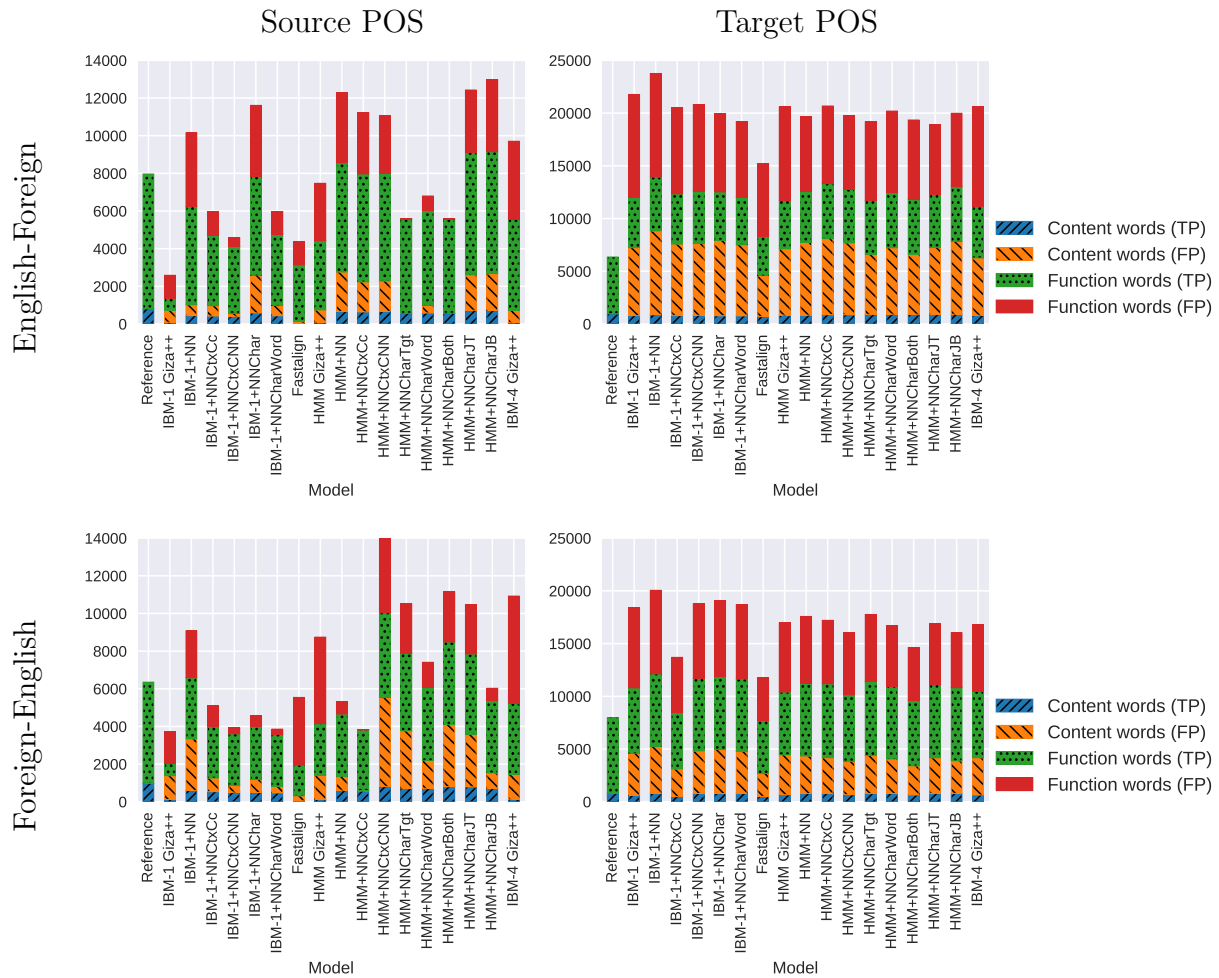 Source POS
Target POS
English-Foreign
14000
12000
10000
8000
6000
4000
2000
0
Reference
IBM-1 Giza++
IBM-1+NN
IBM-1+NNCtxCc
IBM-1+NNCtxCNN
IBM-1+NNChar
IBM-1+NNCharWord
Fastalign
HMM Giza++
HMM+NN
HMM+NNCtxCc
HMM+NNCtxCNN
HMM+NNCharTgt
HMM+NNCharWord
HMM+NNCharBoth
HMM+NNCharJT
HMM+NNCharJB
IBM-4 Giza++
Model
25000
20000
15000
10000
5000
0
Reference
IBM-1 Giza++
IBM-1+NN
IBM-1+NNCtxCc
IBM-1+NNCtxCNN
IBM-1+NNChar
IBM-1+NNCharWord
Fastalign
HMM Giza++
HMM+NN
HMM+NNCtxCc
HMM+NNCtxCNN
HMM+NNCharTgt
HMM+NNCharWord
HMM+NNCharBoth
HMM+NNCharJT
HMM+NNCharJB
IBM-4 Giza++
Model
Content words (TP)
Content words (FP)
Function words (TP)
Function words (FP)
Foreign-English
14000
12000
10000
8000
6000
4000
2000
0
Reference
IBM-1 Giza++
IBM-1+NN
IBM-1+NNCtxCc
IBM-1+NNCtxCNN
IBM-1+NNChar
IBM-1+NNCharWord
Fastalign
HMM Giza++
HMM+NN
HMM+NNCtxCc
HMM+NNCtxCNN
HMM+NNCharTgt
HMM+NNCharWord
HMM+NNCharBoth
HMM+NNCharJT
HMM+NNCharJB
IBM-4 Giza++
Model
25000
20000
15000
10000
5000
0
Reference
IBM-1 Giza++
IBM-1+NN
IBM-1+NNCtxCc
IBM-1+NNCtxCNN
IBM-1+NNChar
IBM-1+NNCharWord
Fastalign
HMM Giza++
HMM+NN
HMM+NNCtxCc
HMM+NNCtxCNN
HMM+NNCharTgt
HMM+NNCharWord
HMM+NNCharBoth
HMM+NNCharJT
HMM+NNCharJB
IBM-4 Giza++
Model
Content words (TP)
Content words (FP)
Function words (TP)
Function words (FP)